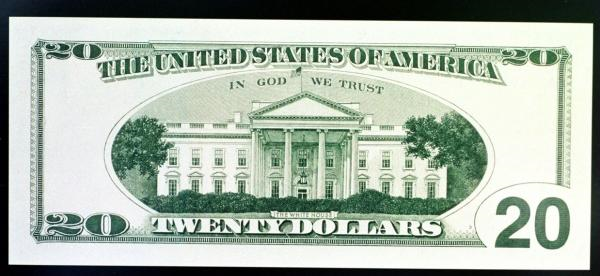 20 20
THE UNITED STATES OF AMERICA
IN GOD WE TRUST
THE WHITE HOUSE
20 TWENTY DOLLARS 20